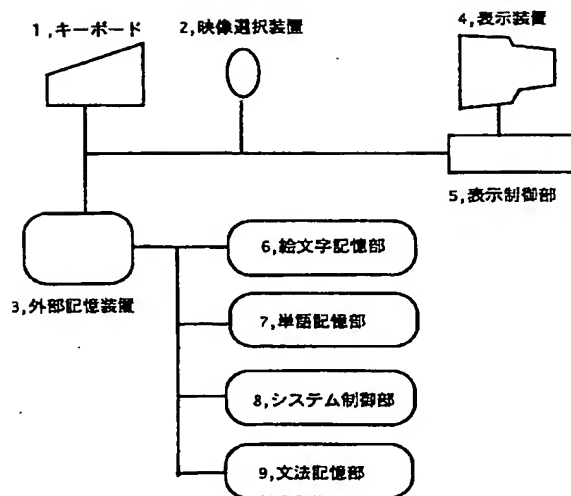 1,キーボード
2,映像選択装置
4,表示装置
5,表示制御部
3,外部記憶装置
6,絵文字記憶部
7,単語記憶部
8,システム制御部
9,文法記憶部